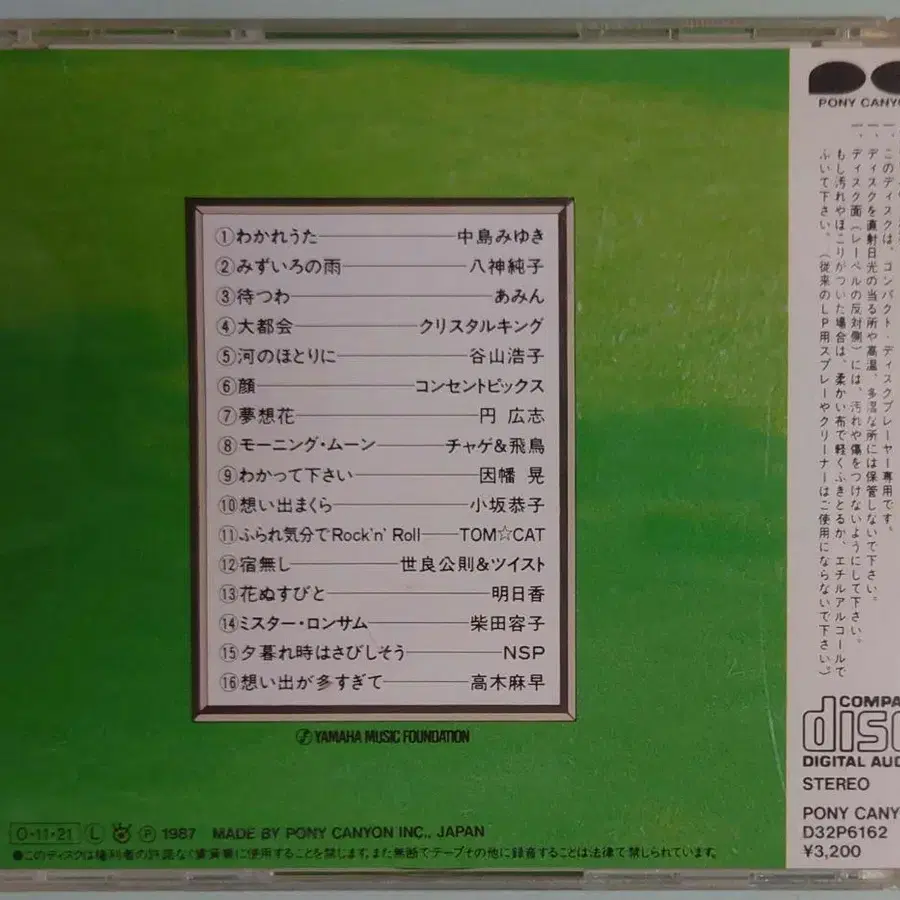 ①わかれうた――中島みゆき
②みずいろの雨――八神純子
③待つわ――あみん
④大都会――クリスタルキング
⑤河のほとりに――谷山浩子
⑥顔――コンセントピックス
⑦夢想花――円 広志
⑧モーニング・ムーン――チャゲ&飛鳥
⑨わかって下さい――因幡 晃
⑩想い出まくら――小坂恭子
⑪ふられ気分でRock'n' Roll――TOM☆CAT
⑫宿無し――世良公則&ツイスト
⑬花ぬすびと――明日香
⑭ミスター・ロンサム――柴田容子
⑮夕暮れ時はさびしそう――NSP
⑯想い出が多すぎて――高木麻早
YAMAHA MUSIC FOUNDATION
O-11・21 L Ⓟ 1987 MADE BY PONY CANYON INC., JAPAN
●このディスクは権利者の許諾なく賃貸業に使用することを禁じます。また無断でテープその他に録音することは法律で禁じられています。
PONY CANY
このディスクは、コンパクト・ディスクプレーヤー専用です。
ディスクを直射日光の当る所や高温、多湿な所には保管しないで下さい。
ディスク面(レーベルの反対側)には、汚れや傷をつけないようにして下さい。
もし汚れやほこりがついた場合は、柔かい布で軽くふきとるか、エチルアルコールで
ふいて下さい。(従来のLP用スプレーやクリーナーはご使用にならないで下さい。)
COMPA
disc
DIGITAL AUD
STEREO
PONY CANY
D32P6162
¥3,200